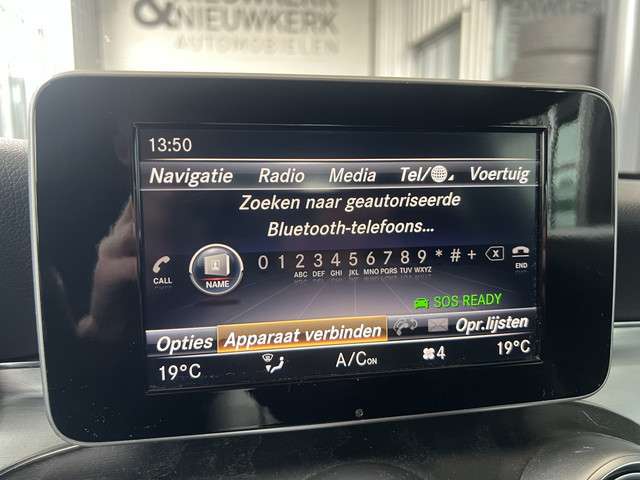 &NIEUWKERK
AUTOMOBIELEN
13:50
Navigatie Radio Media Tel/ Voertuig
Zoeken naar geautoriseerde
Bluetooth-telefoons...
0 1 2 3 4 5 6 7 8 9 * # +
ABC DEF GHI JKL MNO PQRS TUV WXYZ
CALL NAME END
SOS READY
Opties Apparaat verbinden Opr.lijsten
19°C A/C ON 4 19°C